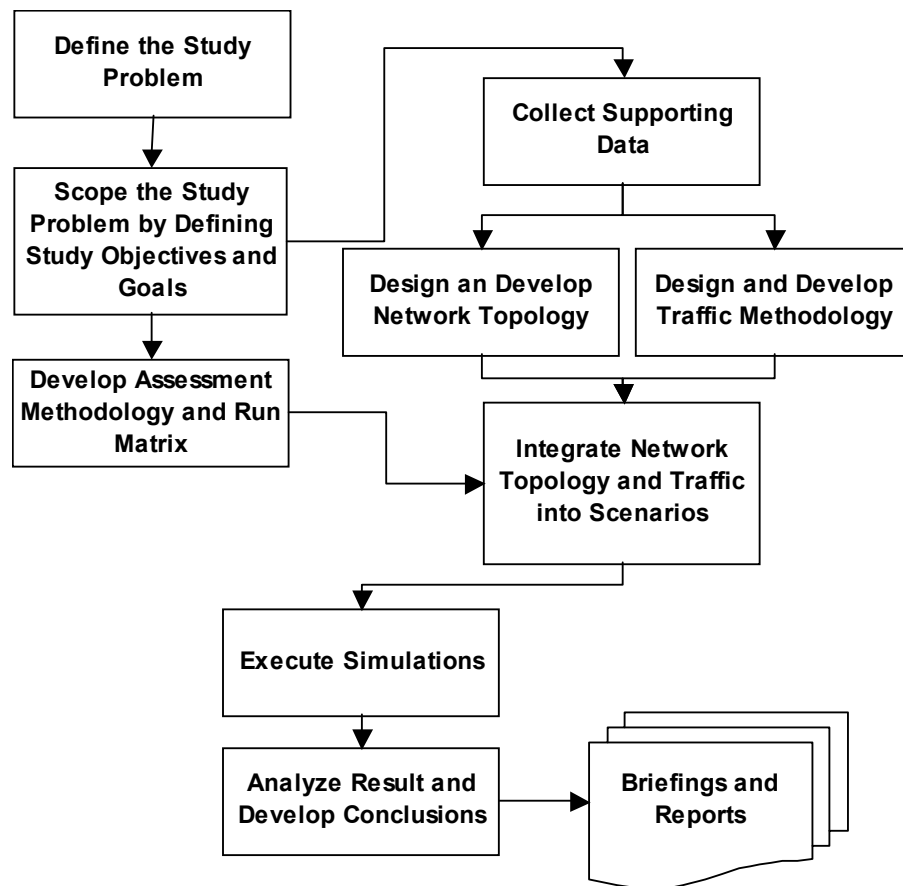 Define the Study
Problem
Scope the Study
Problem by Defining
Study Objectives and
Goals
Develop Assessment
Methodology and Run
Matrix
Collect Supporting
Data
Design an Develop
Network Topology
Design and Develop
Traffic Methodology
Integrate Network
Topology and Traffic
into Scenarios
Execute Simulations
Analyze Result and
Develop Conclusions
Briefings and
Reports